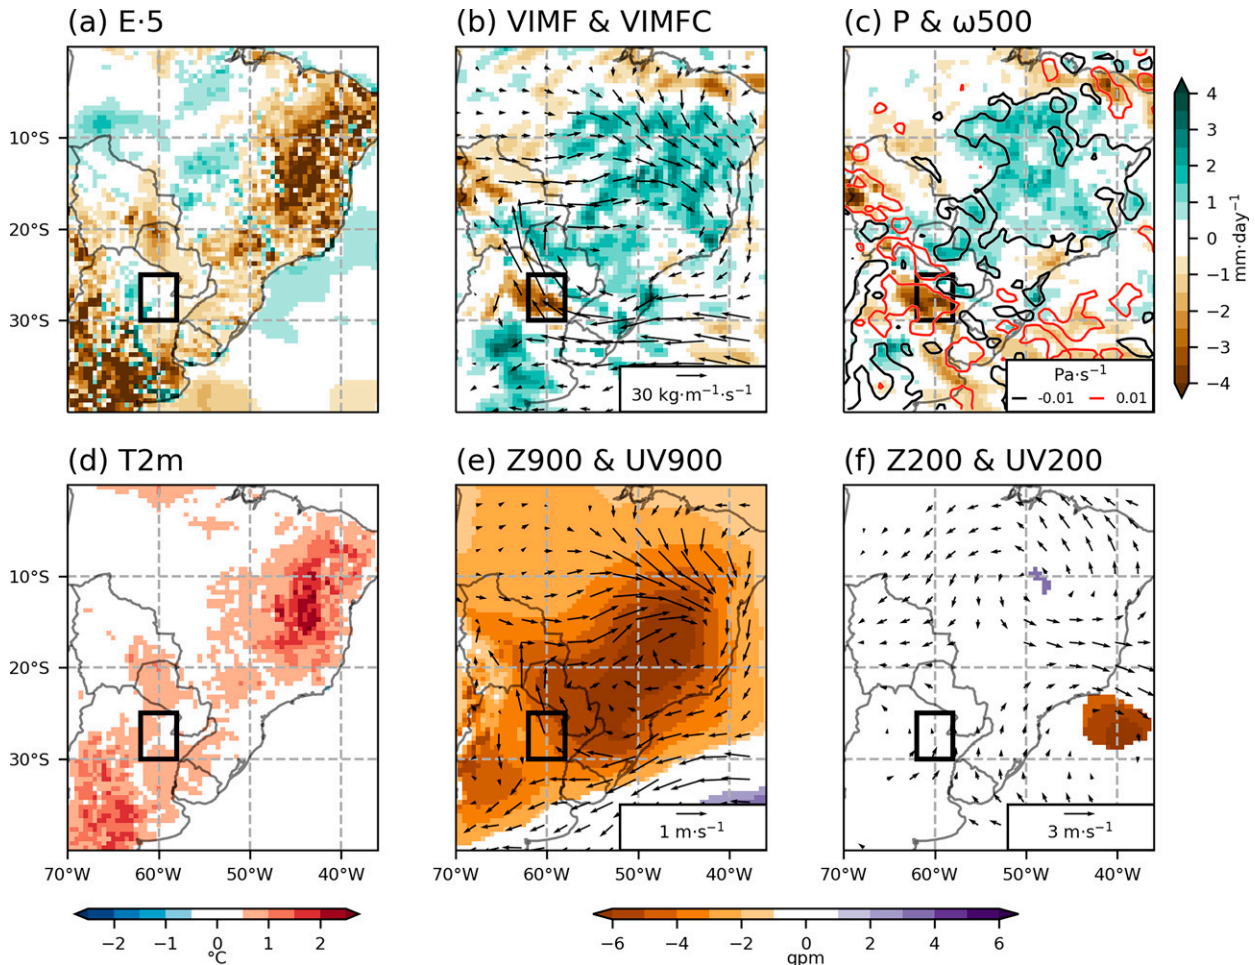 (a) E·5
(b) VIMF & VIMFC
(c) P & ω500
10°S
20°S
30°S
30 kg·m⁻¹·s⁻¹
Pa·s⁻¹
-0.01 0.01
4
3
2
1
0
−1
−2
−3
−4
mm·day⁻¹
(d) T2m
(e) Z900 & UV900
(f) Z200 & UV200
10°S
20°S
30°S
1 m·s⁻¹
3 m·s⁻¹
70°W 60°W 50°W 40°W
70°W 60°W 50°W 40°W
70°W 60°W 50°W 40°W
−2 −1 0 1 2
°C
−6 −4 −2 0 2 4 6
gpm